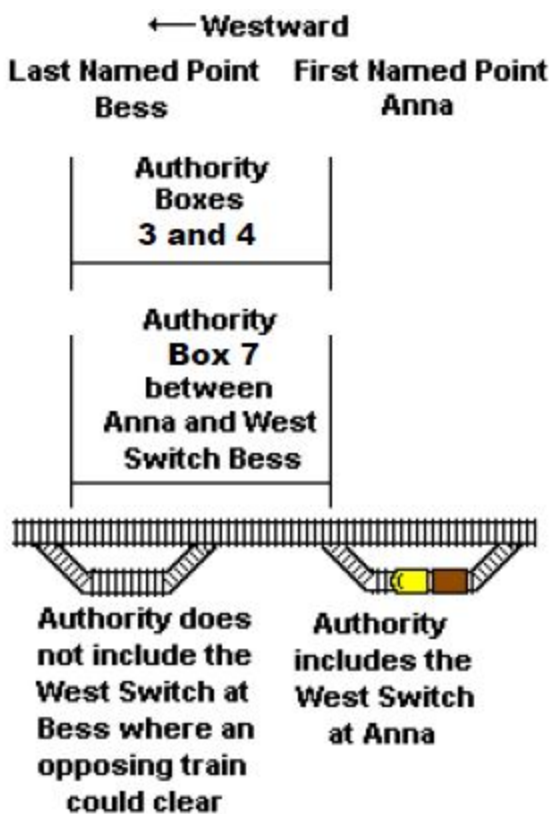 ← Westward
Last Named Point
Bess
First Named Point
Anna
Authority
Boxes
3 and 4
Authority
Box 7
between
Anna and West
Switch Bess
Authority does
not include the
West Switch at
Bess where an
opposing train
could clear
Authority
includes the
West Switch
at Anna